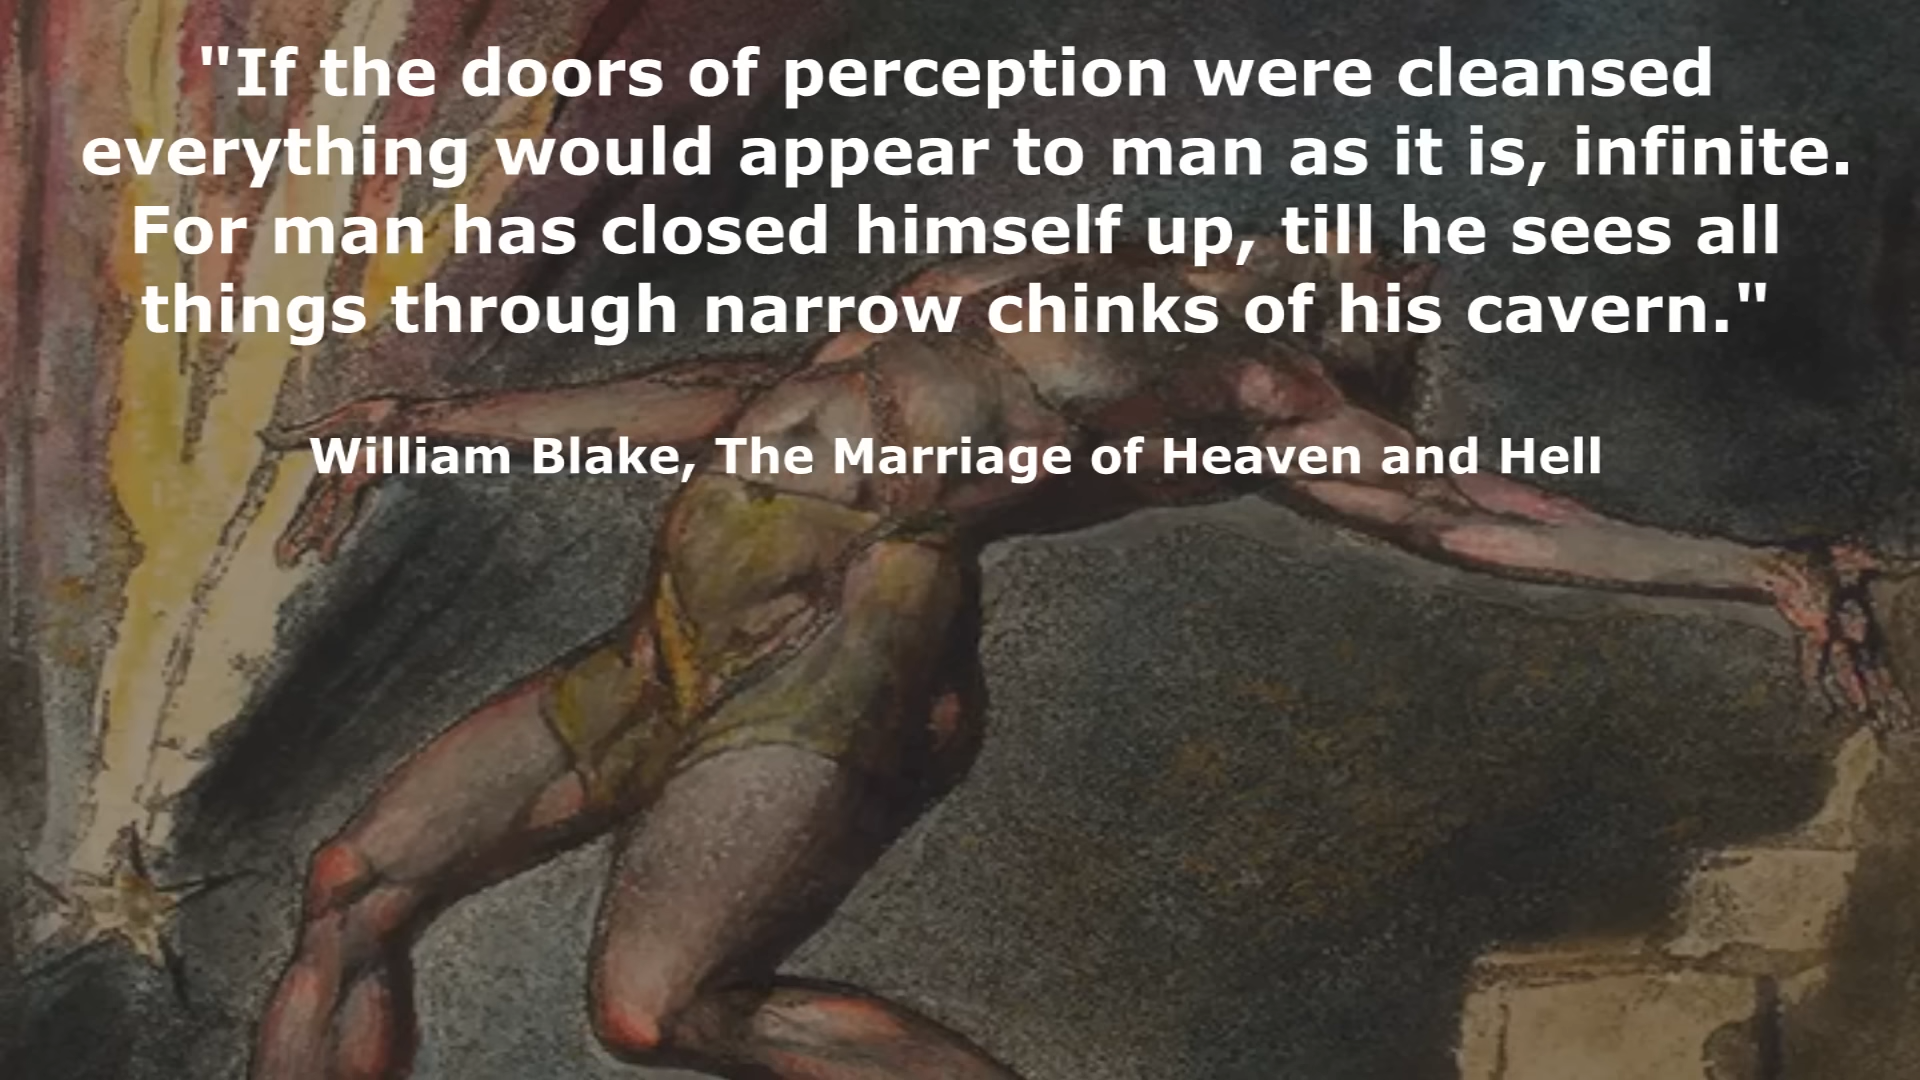 "If the doors of perception were cleansed
everything would appear to man as it is, infinite.
For man has closed himself up, till he sees all
things through narrow chinks of his cavern."
William Blake, The Marriage of Heaven and Hell